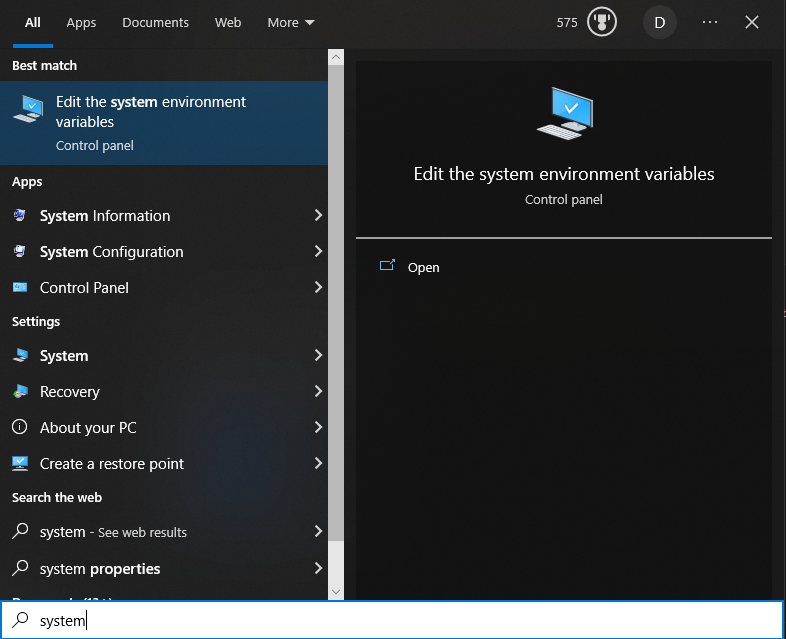 All Apps Documents Web More 575 D
Best match
Edit the system environment
variables
Control panel
Apps
System Information
System Configuration
Control Panel
Settings
System
Recovery
About your PC
Create a restore point
Search the web
system - See web results
system properties
system
Edit the system environment variables
Control panel
Open